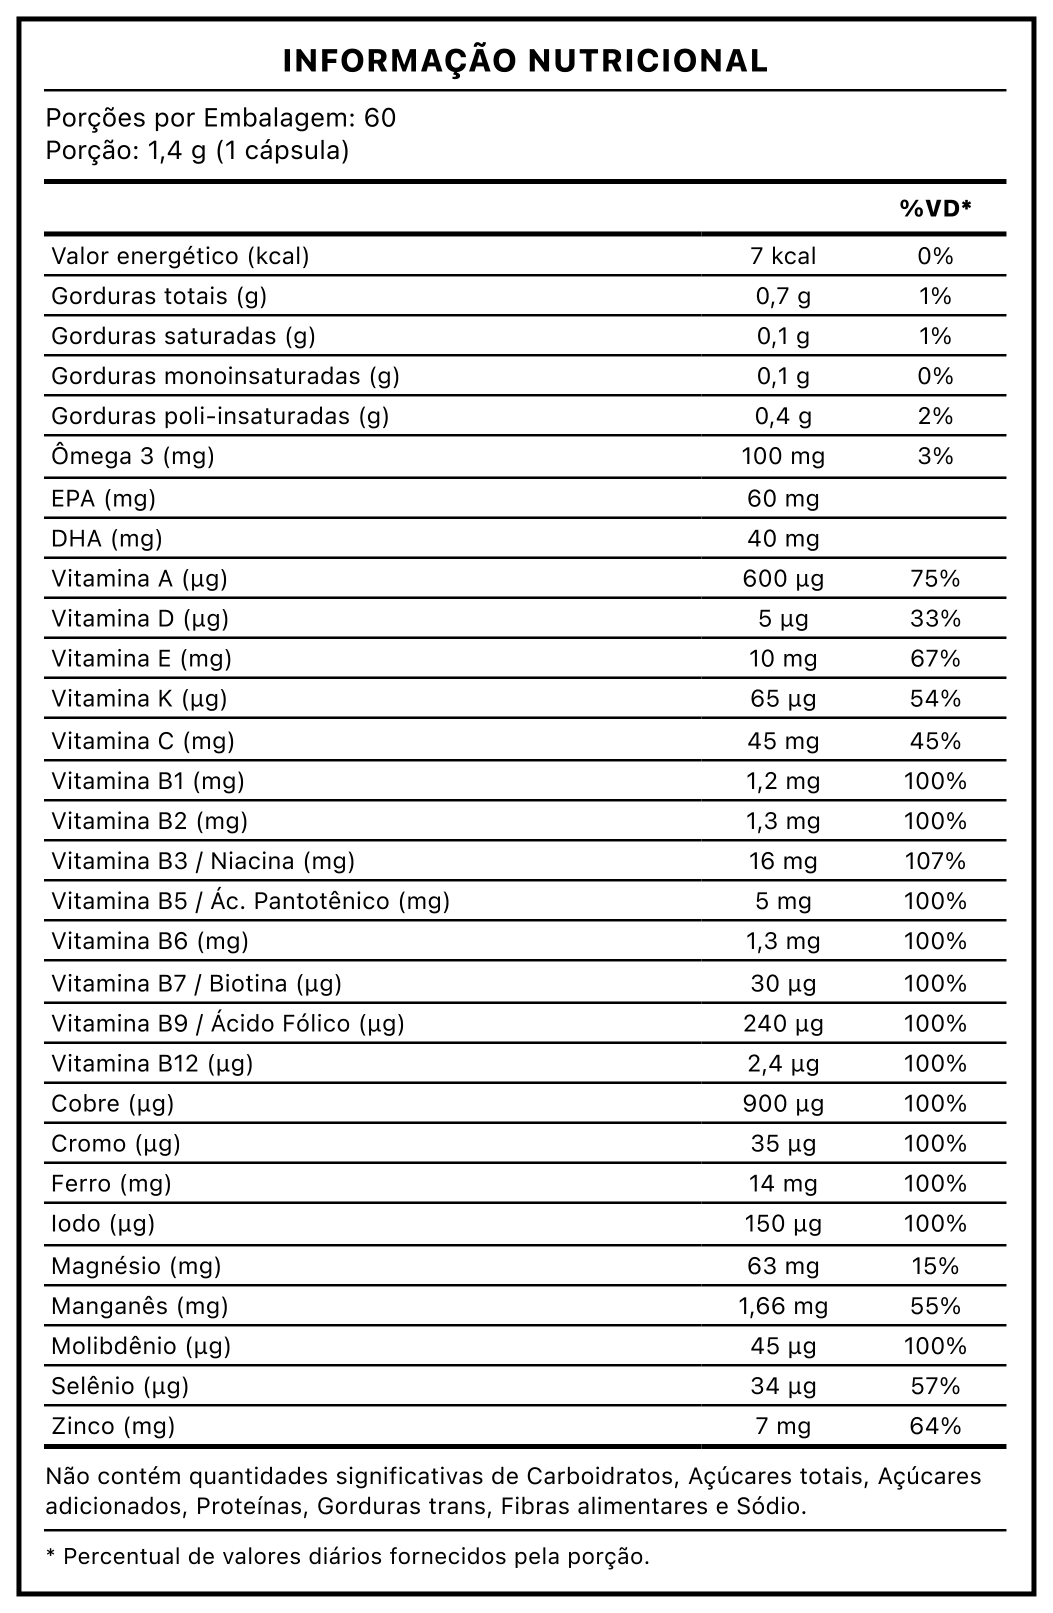 INFORMAÇÃO NUTRICIONAL
Porções por Embalagem: 60
Porção: 1,4 g (1 cápsula)
%VD*
Valor energético (kcal) 7 kcal 0%
Gorduras totais (g) 0,7 g 1%
Gorduras saturadas (g) 0,1 g 1%
Gorduras monoinsaturadas (g) 0,1 g 0%
Gorduras poli-insaturadas (g) 0,4 g 2%
Ômega 3 (mg) 100 mg 3%
EPA (mg) 60 mg
DHA (mg) 40 mg
Vitamina A (µg) 600 µg 75%
Vitamina D (µg) 5 µg 33%
Vitamina E (mg) 10 mg 67%
Vitamina K (µg) 65 µg 54%
Vitamina C (mg) 45 mg 45%
Vitamina B1 (mg) 1,2 mg 100%
Vitamina B2 (mg) 1,3 mg 100%
Vitamina B3 / Niacina (mg) 16 mg 107%
Vitamina B5 / Ác. Pantotênico (mg) 5 mg 100%
Vitamina B6 (mg) 1,3 mg 100%
Vitamina B7 / Biotina (µg) 30 µg 100%
Vitamina B9 / Ácido Fólico (µg) 240 µg 100%
Vitamina B12 (µg) 2,4 µg 100%
Cobre (µg) 900 µg 100%
Cromo (µg) 35 µg 100%
Ferro (mg) 14 mg 100%
Iodo (µg) 150 µg 100%
Magnésio (mg) 63 mg 15%
Manganês (mg) 1,66 mg 55%
Molibdênio (µg) 45 µg 100%
Selênio (µg) 34 µg 57%
Zinco (mg) 7 mg 64%
Não contém quantidades significativas de Carboidratos, Açúcares totais, Açúcares
adicionados, Proteínas, Gorduras trans, Fibras alimentares e Sódio.
* Percentual de valores diários fornecidos pela porção.